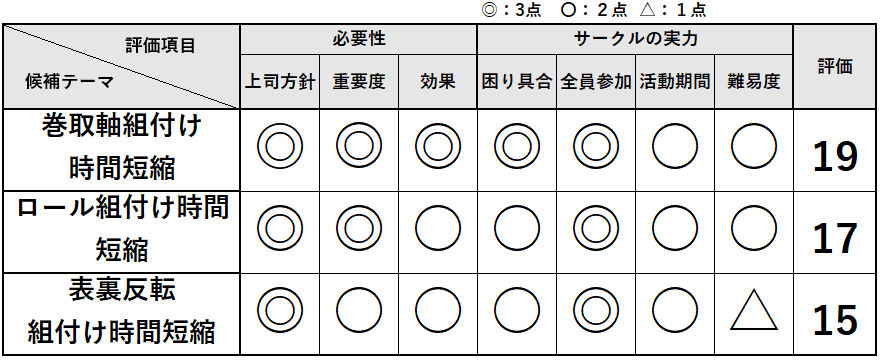 ◎：3点　〇：２点　△：１点
評価項目　必要性　サークルの実力　評価
候補テーマ　上司方針　重要度　効果　困り具合　全員参加　活動期間　難易度
巻取軸組付け
時間短縮　◎　◎　◎　◎　◎　〇　〇　19
ロール組付け時間
短縮　◎　◎　〇　〇　◎　〇　〇　17
表裏反転
組付け時間短縮　◎　〇　〇　〇　◎　〇　△　15